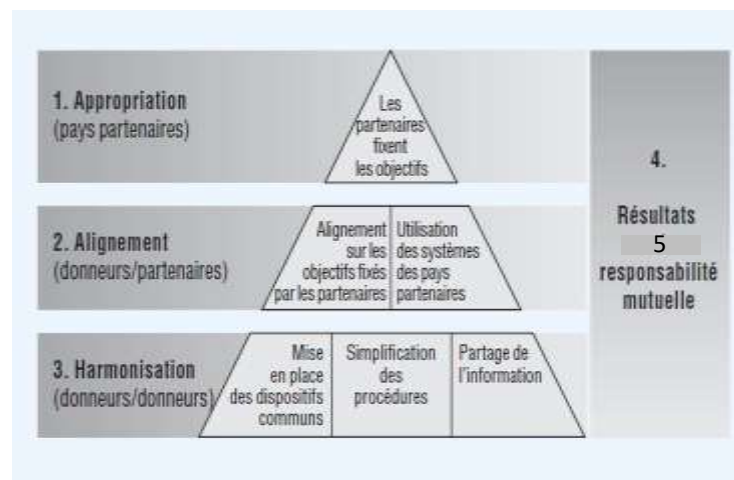 1. Appropriation
(pays partenaires)
Les
partenaires
fixent
les objectifs
2. Alignement
(donneurs/partenaires)
Alignement
sur les
objectifs fixés
par les partenaires
Utilisation
des systèmes
des pays
partenaires
3. Harmonisation
(donneurs/donneurs)
Mise
en place
des dispositifs
communs
Simplification
des
procédures
Partage de
l'information
4.
Résultats
5
responsabilité
mutuelle